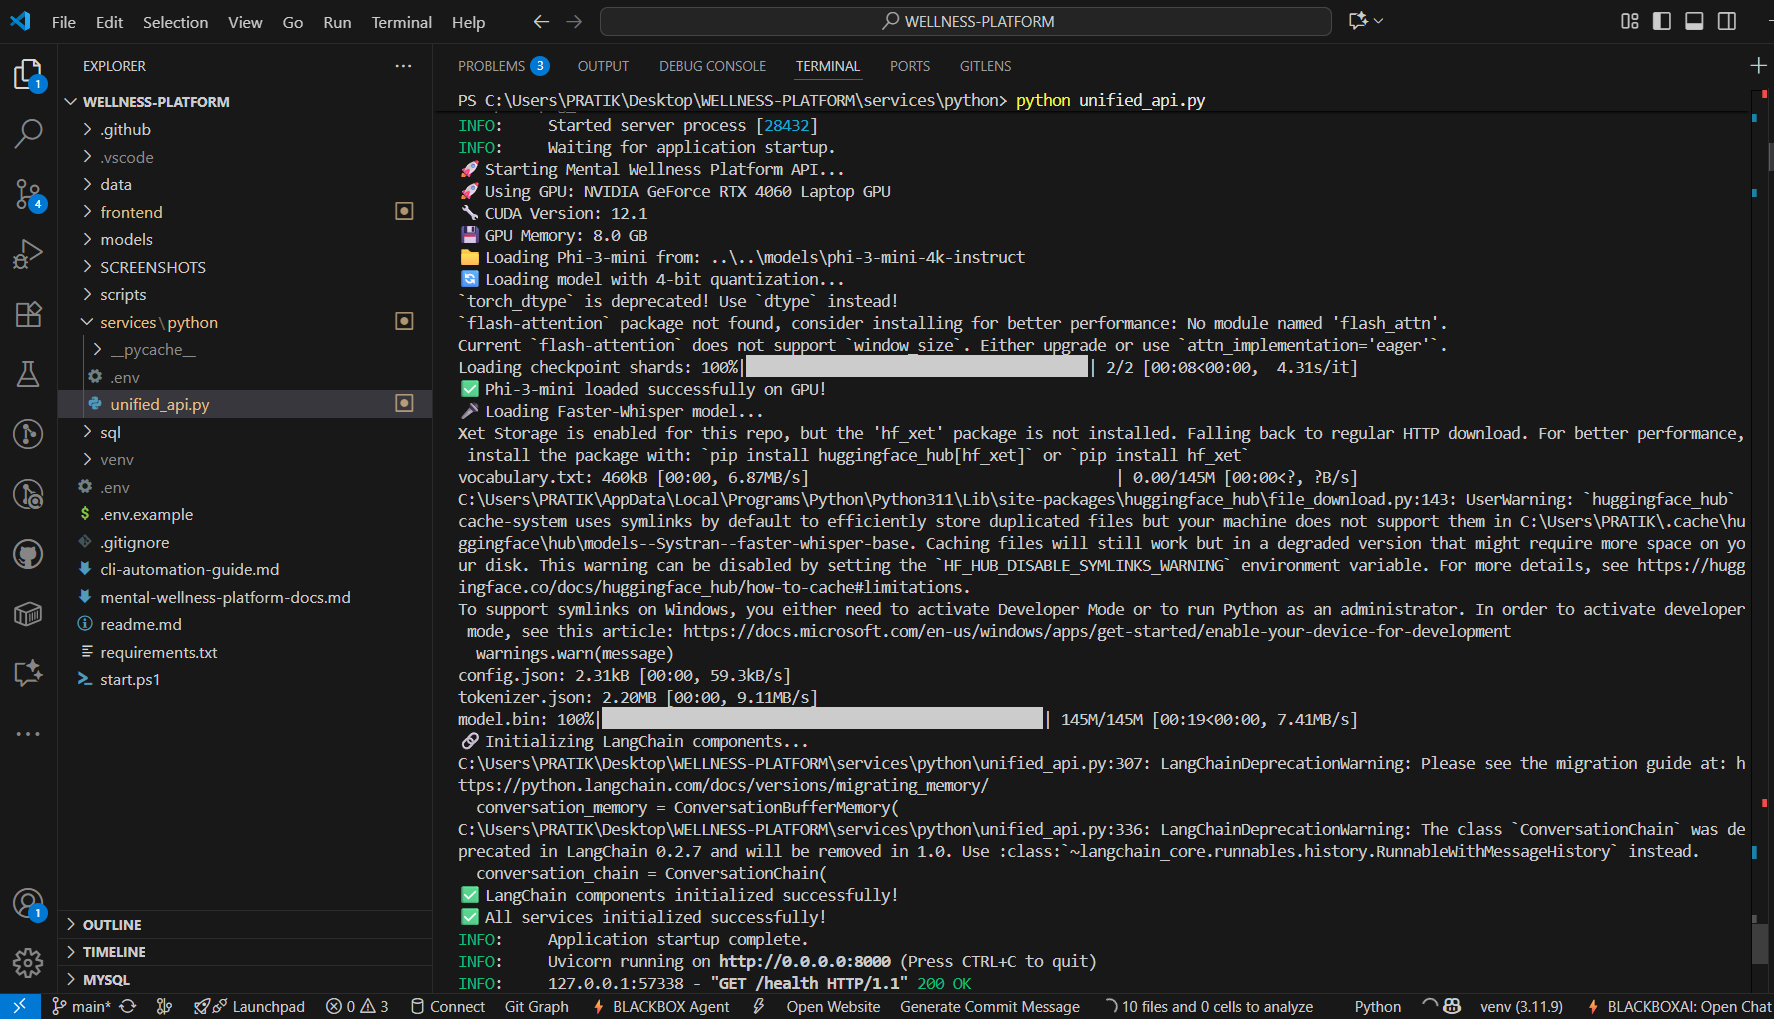 File Edit Selection View Go Run Terminal Help
WELLNESS-PLATFORM
EXPLORER
WELLNESS-PLATFORM
.github
.vscode
data
frontend
models
SCREENSHOTS
scripts
services\python
__pycache__
.env
unified_api.py
sql
venv
.env
.env.example
.gitignore
cli-automation-guide.md
mental-wellness-platform-docs.md
readme.md
requirements.txt
start.ps1
OUTLINE
TIMELINE
MYSQL
1
4
1
PROBLEMS 3 OUTPUT DEBUG CONSOLE TERMINAL PORTS GITLENS
PS C:\Users\PRATIK\Desktop\WELLNESS-PLATFORM\services\python> python unified_api.py
INFO: Started server process [28432]
INFO: Waiting for application startup.
🚀 Starting Mental Wellness Platform API...
🚀 Using GPU: NVIDIA GeForce RTX 4060 Laptop GPU
🔧 CUDA Version: 12.1
💾 GPU Memory: 8.0 GB
📁 Loading Phi-3-mini from: ..\..\models\phi-3-mini-4k-instruct
🔄 Loading model with 4-bit quantization...
`torch_dtype` is deprecated! Use `dtype` instead!
`flash-attention` package not found, consider installing for better performance: No module named 'flash_attn'.
Current `flash-attention` does not support `window_size`. Either upgrade or use `attn_implementation='eager'`.
Loading checkpoint shards: 100%| | 2/2 [00:08<00:00, 4.31s/it]
✅ Phi-3-mini loaded successfully on GPU!
🎤 Loading Faster-Whisper model...
Xet Storage is enabled for this repo, but the 'hf_xet' package is not installed. Falling back to regular HTTP download. For better performance,
install the package with: `pip install huggingface_hub[hf_xet]` or `pip install hf_xet`
vocabulary.txt: 460kB [00:00, 6.87MB/s] | 0.00/145M [00:00<?, ?B/s]
C:\Users\PRATIK\AppData\Local\Programs\Python\Python311\Lib\site-packages\huggingface_hub\file_download.py:143: UserWarning: `huggingface_hub`
cache-system uses symlinks by default to efficiently store duplicated files but your machine does not support them in C:\Users\PRATIK\.cache\hu
ggingface\hub\models--Systran--faster-whisper-base. Caching files will still work but in a degraded version that might require more space on yo
ur disk. This warning can be disabled by setting the `HF_HUB_DISABLE_SYMLINKS_WARNING` environment variable. For more details, see https://hugg
ingface.co/docs/huggingface_hub/how-to-cache#limitations.
To support symlinks on Windows, you either need to activate Developer Mode or to run Python as an administrator. In order to activate developer
mode, see this article: https://docs.microsoft.com/en-us/windows/apps/get-started/enable-your-device-for-development
warnings.warn(message)
config.json: 2.31kB [00:00, 59.3kB/s]
tokenizer.json: 2.20MB [00:00, 9.11MB/s]
model.bin: 100%| | 145M/145M [00:19<00:00, 7.41MB/s]
🔗 Initializing LangChain components...
C:\Users\PRATIK\Desktop\WELLNESS-PLATFORM\services\python\unified_api.py:307: LangChainDeprecationWarning: Please see the migration guide at: h
ttps://python.langchain.com/docs/versions/migrating_memory/
conversation_memory = ConversationBufferMemory(
C:\Users\PRATIK\Desktop\WELLNESS-PLATFORM\services\python\unified_api.py:336: LangChainDeprecationWarning: The class `ConversationChain` was de
precated in LangChain 0.2.7 and will be removed in 1.0. Use :class:`~langchain_core.runnables.history.RunnableWithMessageHistory` instead.
conversation_chain = ConversationChain(
✅ LangChain components initialized successfully!
✅ All services initialized successfully!
INFO: Application startup complete.
INFO: Uvicorn running on http://0.0.0.0:8000 (Press CTRL+C to quit)
INFO: 127.0.0.1:57338 - "GET /health HTTP/1.1" 200 OK
main* Launchpad 0 3 Connect Git Graph BLACKBOX Agent Open Website Generate Commit Message 10 files and 0 cells to analyze Python venv (3.11.9) BLACKBOXAI: Open Chat